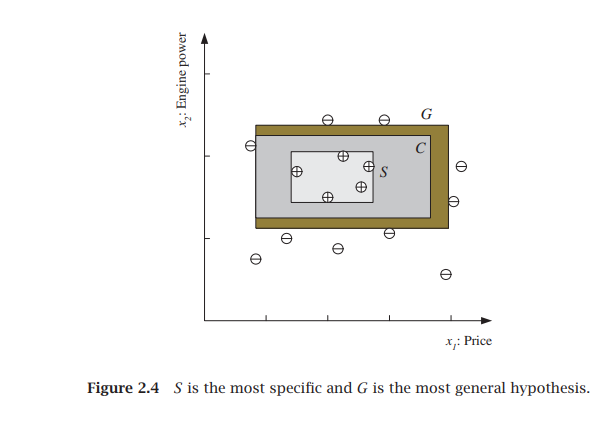 x2: Engine power
G
C
S
x1: Price
Figure 2.4 S is the most specific and G is the most general hypothesis.